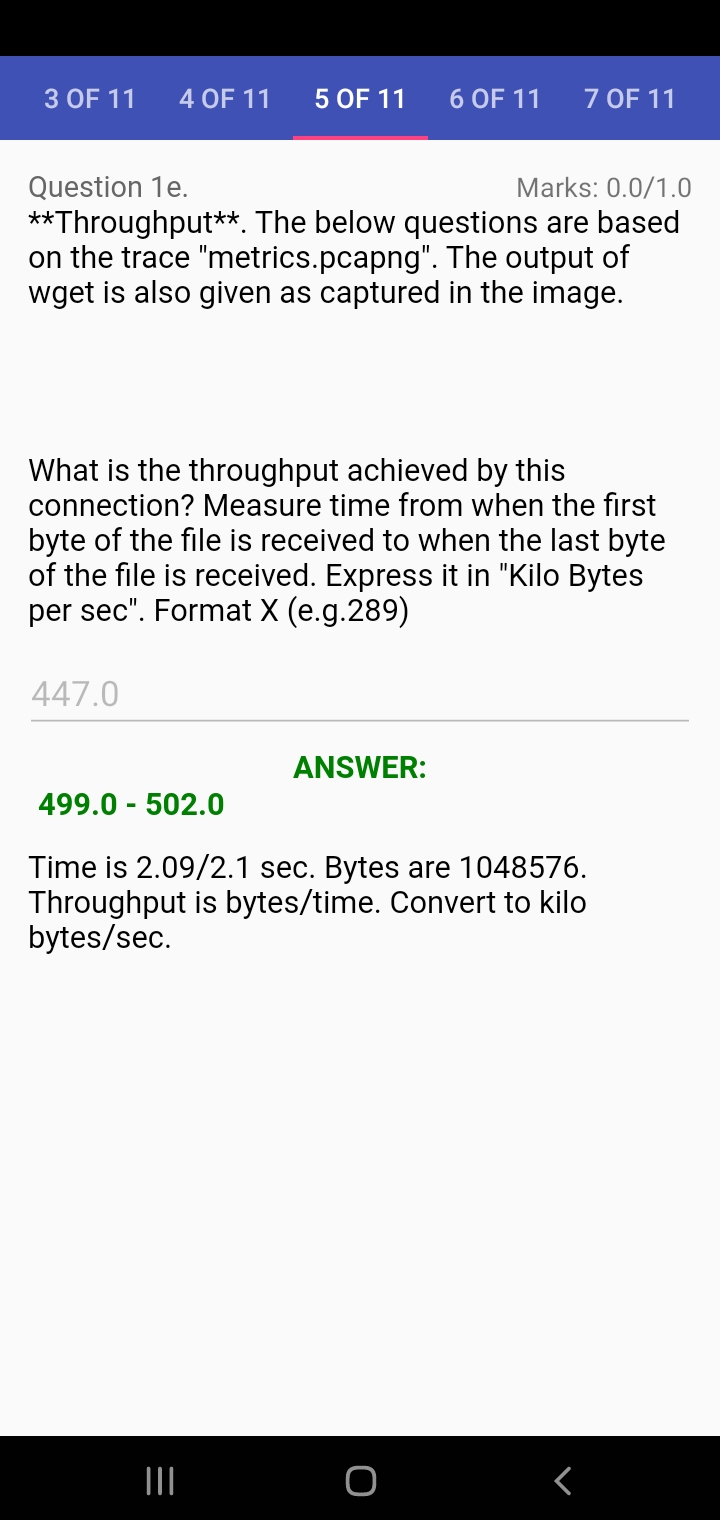 3 OF 11 4 OF 11 5 OF 11 6 OF 11 7 OF 11
Question 1e. Marks: 0.0/1.0
**Throughput**. The below questions are based
on the trace "metrics.pcapng". The output of
wget is also given as captured in the image.
What is the throughput achieved by this
connection? Measure time from when the first
byte of the file is received to when the last byte
of the file is received. Express it in "Kilo Bytes
per sec". Format X (e.g.289)
447.0
ANSWER:
499.0 - 502.0
Time is 2.09/2.1 sec. Bytes are 1048576.
Throughput is bytes/time. Convert to kilo
bytes/sec.